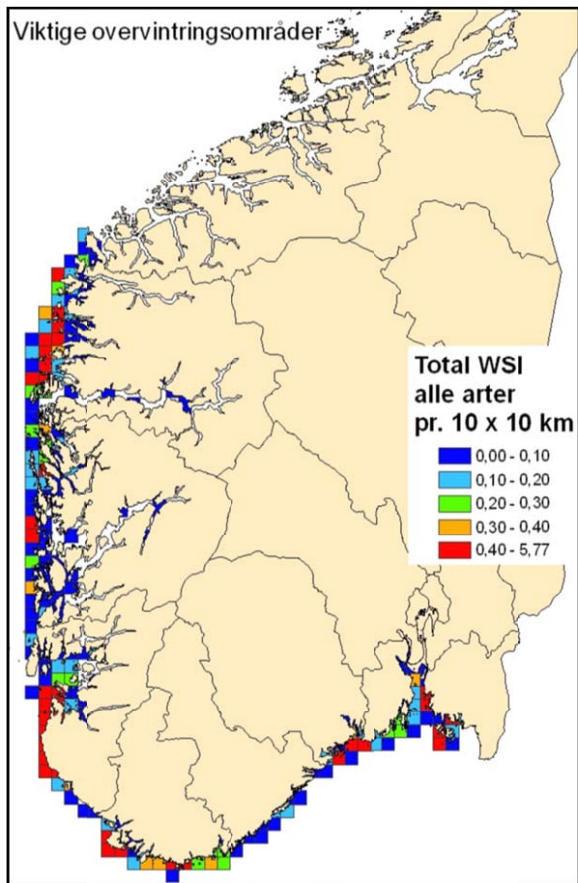 Viktige overvintringsområder
Total WSI
alle arter
pr. 10 x 10 km
0,00 - 0,10
0,10 - 0,20
0,20 - 0,30
0,30 - 0,40
0,40 - 5,77